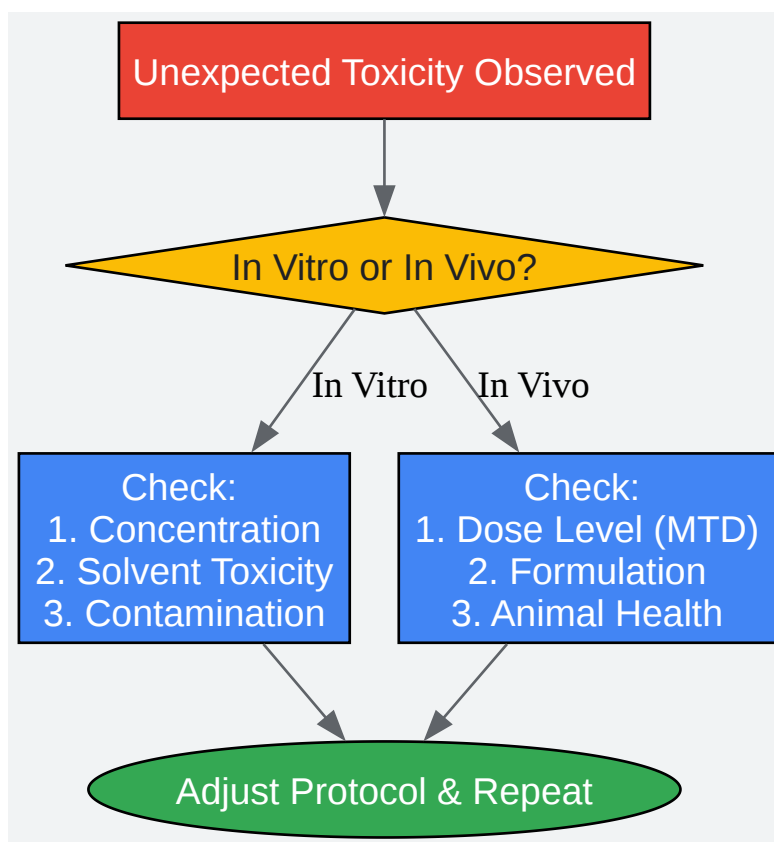 Unexpected Toxicity Observed
In Vitro or In Vivo?
In Vitro
In Vivo
Check:
1. Concentration
2. Solvent Toxicity
3. Contamination
Check:
1. Dose Level (MTD)
2. Formulation
3. Animal Health
Adjust Protocol & Repeat